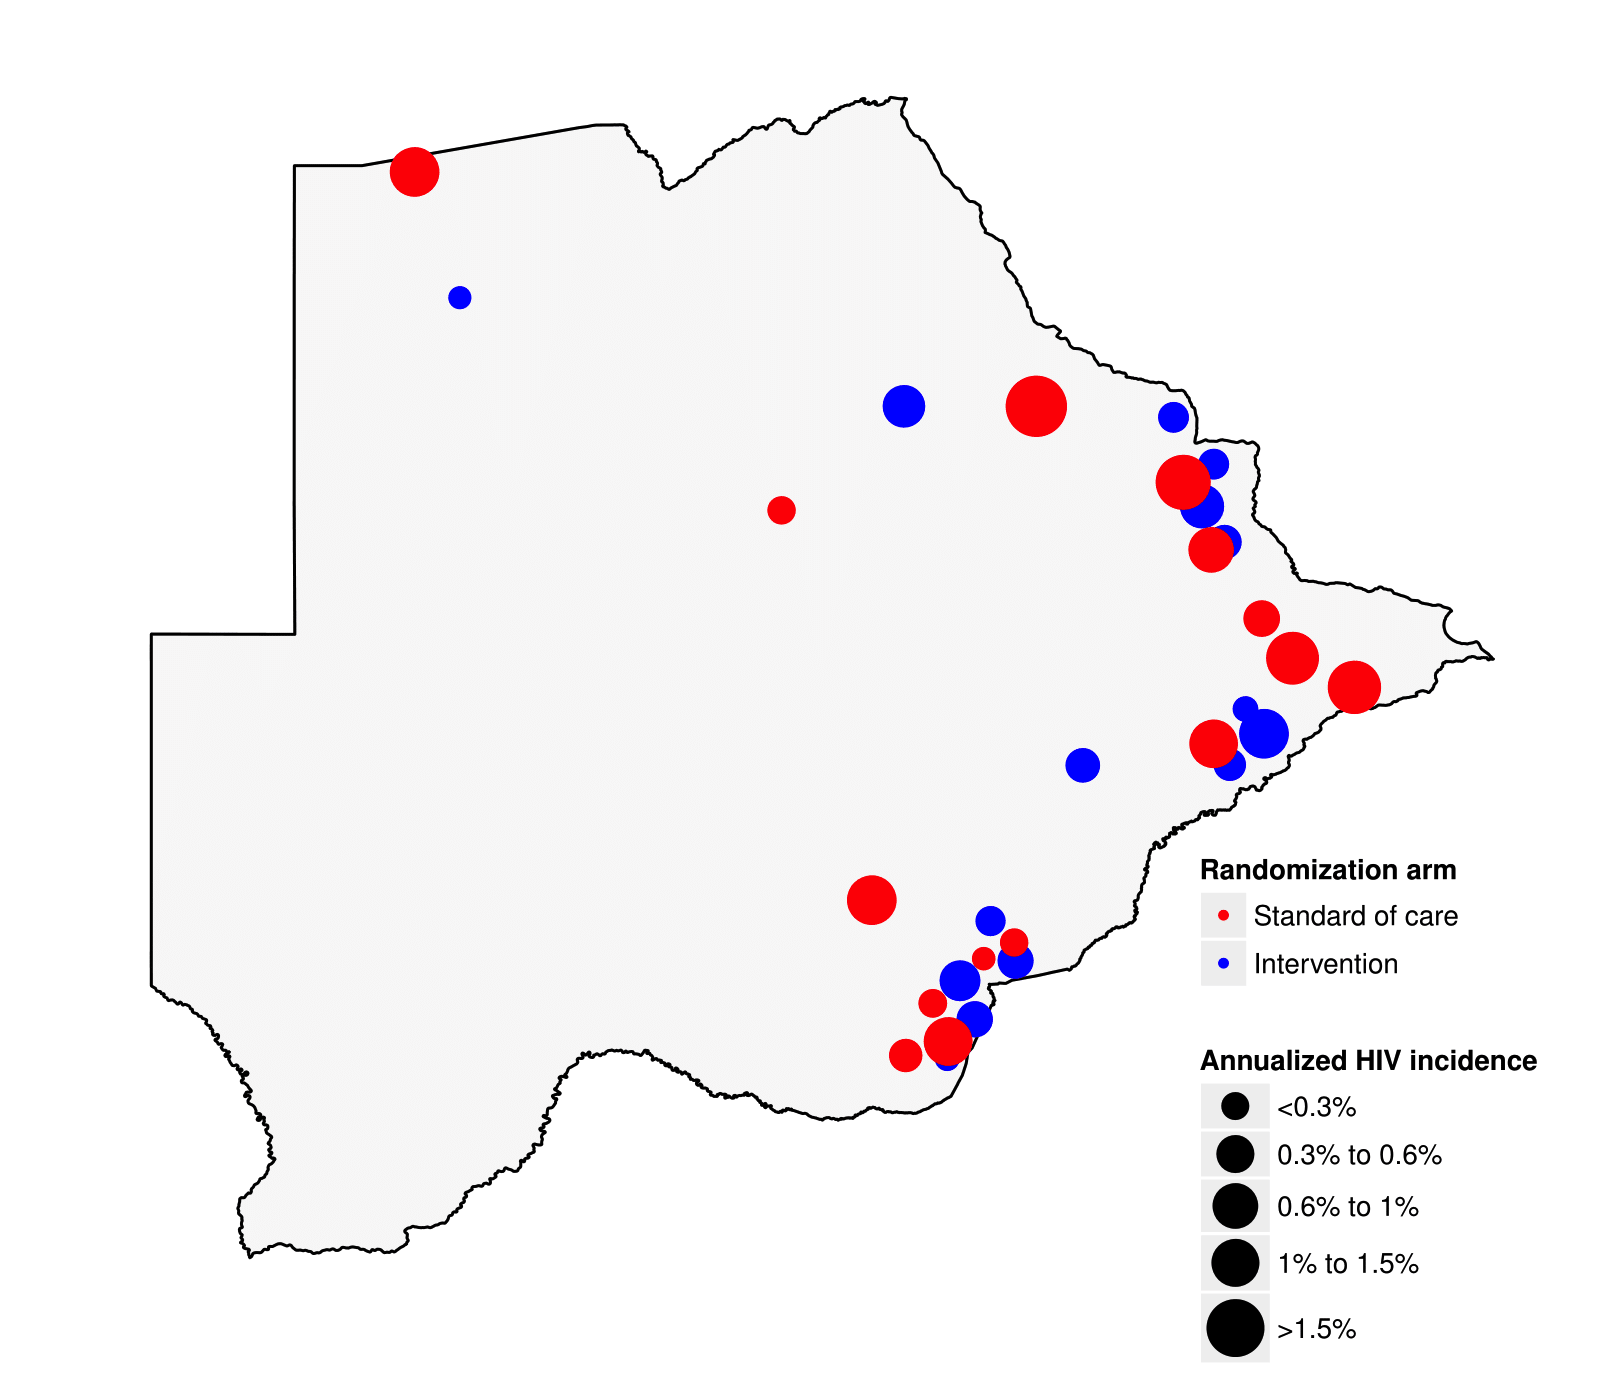 Randomization arm
Standard of care
Intervention
Annualized HIV incidence
<0.3%
0.3% to 0.6%
0.6% to 1%
1% to 1.5%
>1.5%